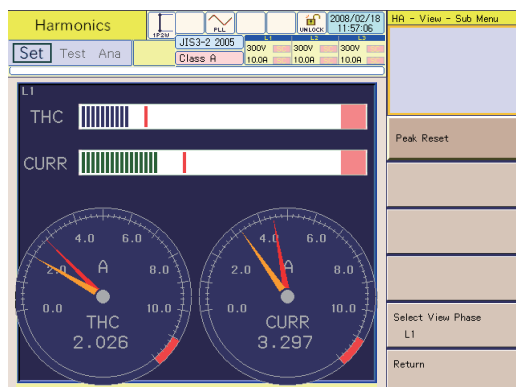 Harmonics
1P2W
PLL
UNLOCK
2008/02/18
11:57:06
HA - View - Sub Menu
Set Test Ana
JIS3-2 2005
Class A
L1 L2 L3
300V 300V 300V
10.0A 10.0A 10.0A
L1
THC
CURR
Peak Reset
0.0 2.0 4.0 6.0 8.0 10.0
A
THC
2.026
0.0 2.0 4.0 6.0 8.0 10.0
A
CURR
3.297
Select View Phase
L1
Return